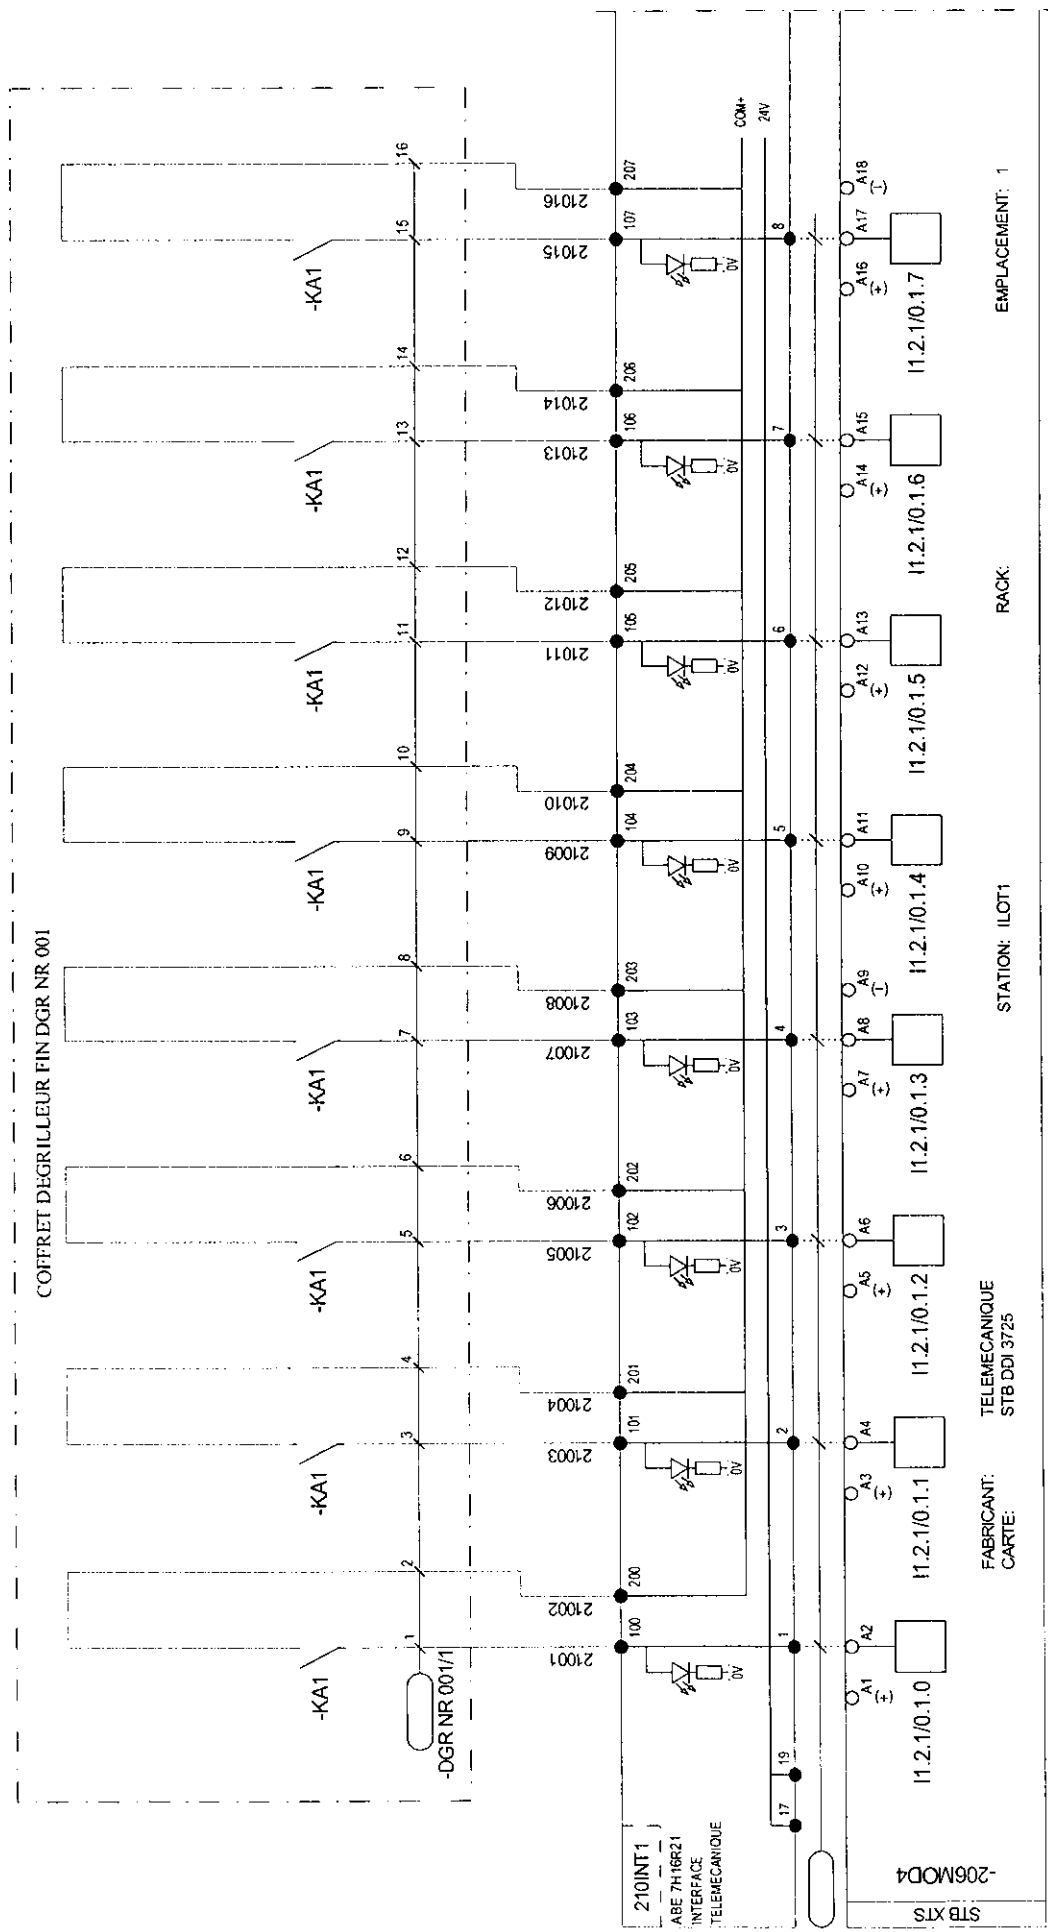 COFFRET DEGRILLEUR FIN DGR NR 001
-KA1 -KA1 -KA1 -KA1 -KA1 -KA1 -KA1 -KA1
1 2 3 4 5 6 7 8 9 10 11 12 13 14 15 16
-DGR NR 001/1
21001 21002 21003 21004 21005 21006 21007 21008 21009 21010 21011 21012 21013 21014 21015 21016
210INT1
100 200 101 201 102 202 103 203 104 204 105 205 106 206 107 207
ABE 7H16R21
INTERFACE
TELEMECANIQUE
0V 0V 0V 0V 0V 0V 0V 0V
COM+
24V
17 19 1 2 3 4 5 6 7 8
A1 A2 A3 A4 A5 A6 A7 A8 A9 A10 A11 A12 A13 A14 A15 A16 A17 A18
(+) (+) (+) (+) (-) (+) (+) (+) (+) (-)
I1.2.1/0.1.0 I1.2.1/0.1.1 I1.2.1/0.1.2 I1.2.1/0.1.3 I1.2.1/0.1.4 I1.2.1/0.1.5 I1.2.1/0.1.6 I1.2.1/0.1.7
-206MOD4
STB XTS
FABRICANT: TELEMECANIQUE
CARTE: STB DDI 3725
STATION: ILOT1
RACK:
EMPLACEMENT: 1